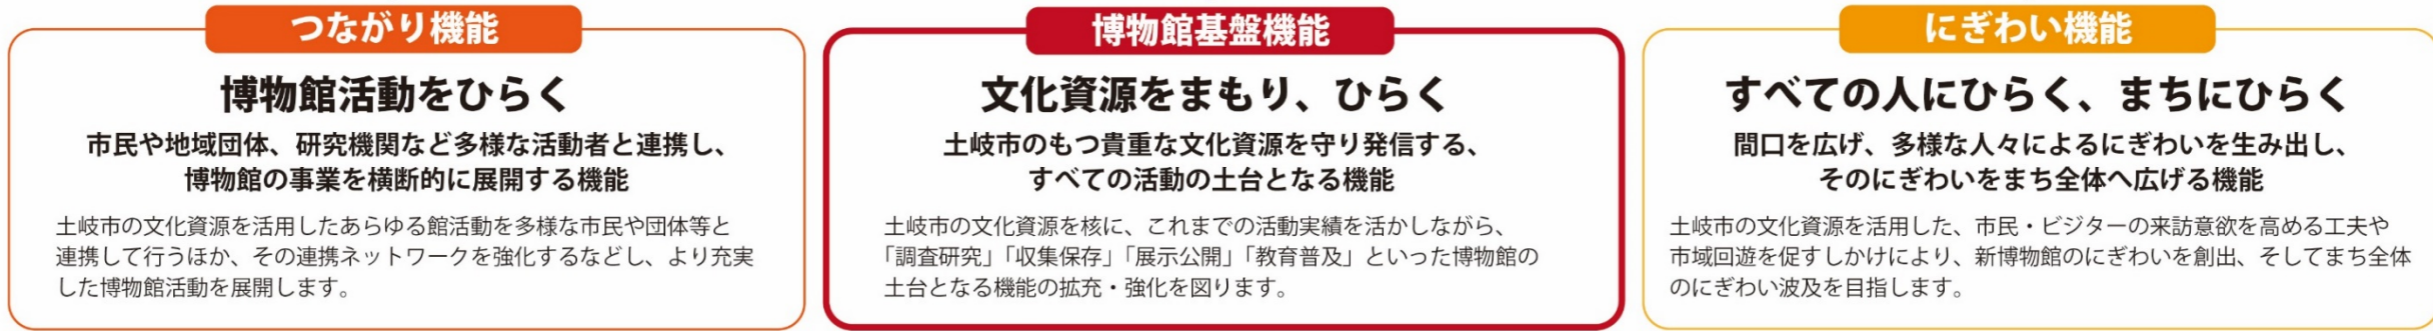 つながり機能
博物館活動をひらく
市民や地域団体、研究機関など多様な活動者と連携し、
博物館の事業を横断的に展開する機能
土岐市の文化資源を活用したあらゆる館活動を多様な市民や団体等と
連携して行うほか、その連携ネットワークを強化するなどし、より充実
した博物館活動を展開します。
博物館基盤機能
文化資源をまもり、ひらく
土岐市のもつ貴重な文化資源を守り発信する、
すべての活動の土台となる機能
土岐市の文化資源を核に、これまでの活動実績を活かしながら、
「調査研究」「収集保存」「展示公開」「教育普及」といった博物館の
土台となる機能の拡充・強化を図ります。
にぎわい機能
すべての人にひらく、まちにひらく
間口を広げ、多様な人々によるにぎわいを生み出し、
そのにぎわいをまち全体へ広げる機能
土岐市の文化資源を活用した、市民・ビジターの来訪意欲を高める工夫や
市域回遊を促すしかけにより、新博物館のにぎわいを創出、そしてまち全体
のにぎわい波及を目指します。